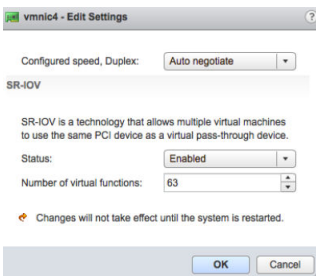 vmnic4 - Edit Settings
?
Configured speed, Duplex: Auto negotiate
SR-IOV
SR-IOV is a technology that allows multiple virtual machines
to use the same PCI device as a virtual pass-through device.
Status: Enabled
Number of virtual functions: 63
Changes will not take effect until the system is restarted.
OK Cancel